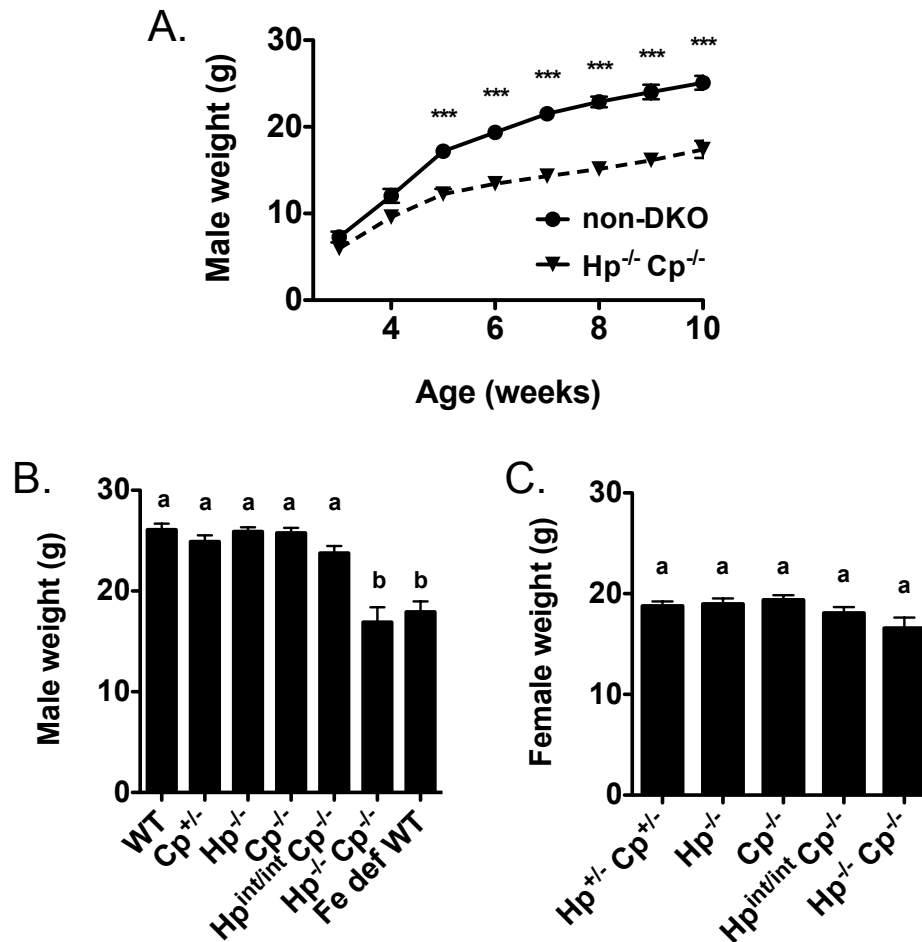 A.
Male weight (g)
30
20
10
0
*** *** *** *** *** ***
non-DKO
Hp-/- Cp-/-
4 6 8 10
Age (weeks)
B.
Male weight (g)
30
20
10
0
a a a a a b b
WT
Cp+/-
Hp-/-
Cp-/-
Hpint/int Cp-/-
Hp-/- Cp-/-
Fe def WT
C.
Female weight (g)
30
20
10
0
a a a a a
Hp+/- Cp+/-
Hp-/-
Cp-/-
Hpint/int Cp-/-
Hp-/- Cp-/-